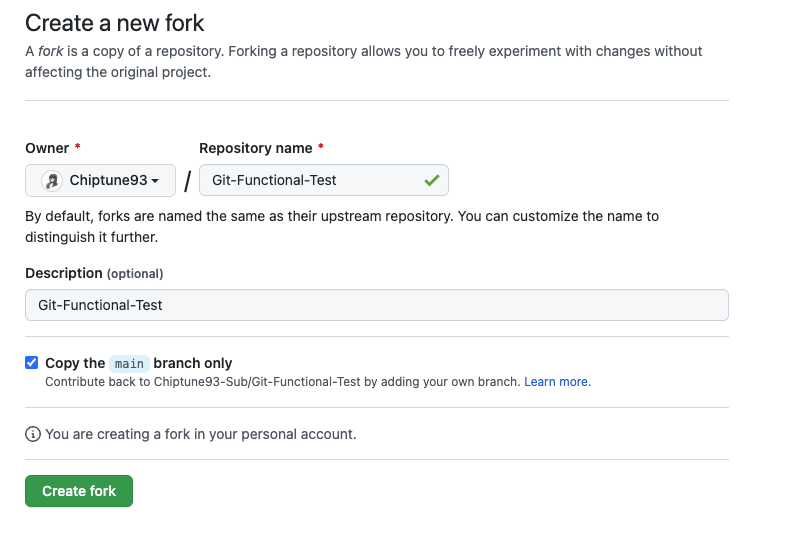 Create a new fork
A fork is a copy of a repository. Forking a repository allows you to freely experiment with changes without
affecting the original project.
Owner * Repository name *
Chiptune93 / Git-Functional-Test
By default, forks are named the same as their upstream repository. You can customize the name to
distinguish it further.
Description (optional)
Git-Functional-Test
Copy the main branch only
Contribute back to Chiptune93-Sub/Git-Functional-Test by adding your own branch. Learn more.
You are creating a fork in your personal account.
Create fork